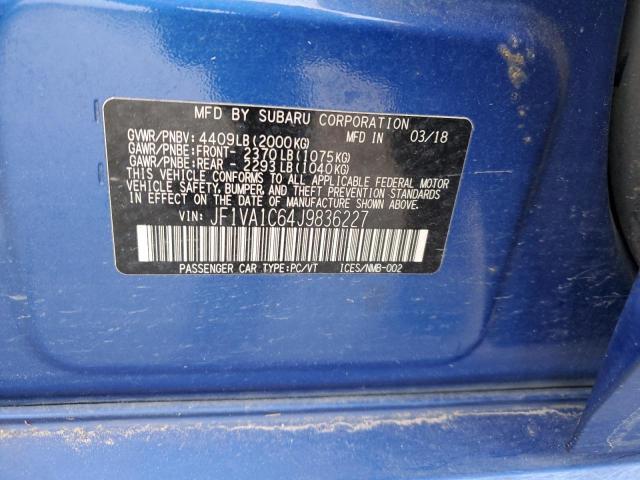 MFD BY SUBARU CORPORATION
GVWR/PNBV: 4409LB(2000KG) MFD IN 03/18
GAWR/PNBE:FRONT- 2370LB(1075KG)
GAWR/PNBE:REAR - 2293LB(1040KG)
THIS VEHICLE CONFORMS TO ALL APPLICABLE FEDERAL MOTOR
VEHICLE SAFETY, BUMPER, AND THEFT PREVENTION STANDARDS
IN EFFECT ON THE DATE OF MANUFACTURE SHOWN ABOVE.
VIN: JF1VA1C64J9836227
PASSENGER CAR TYPE:PC/VT ICES/NMB-002